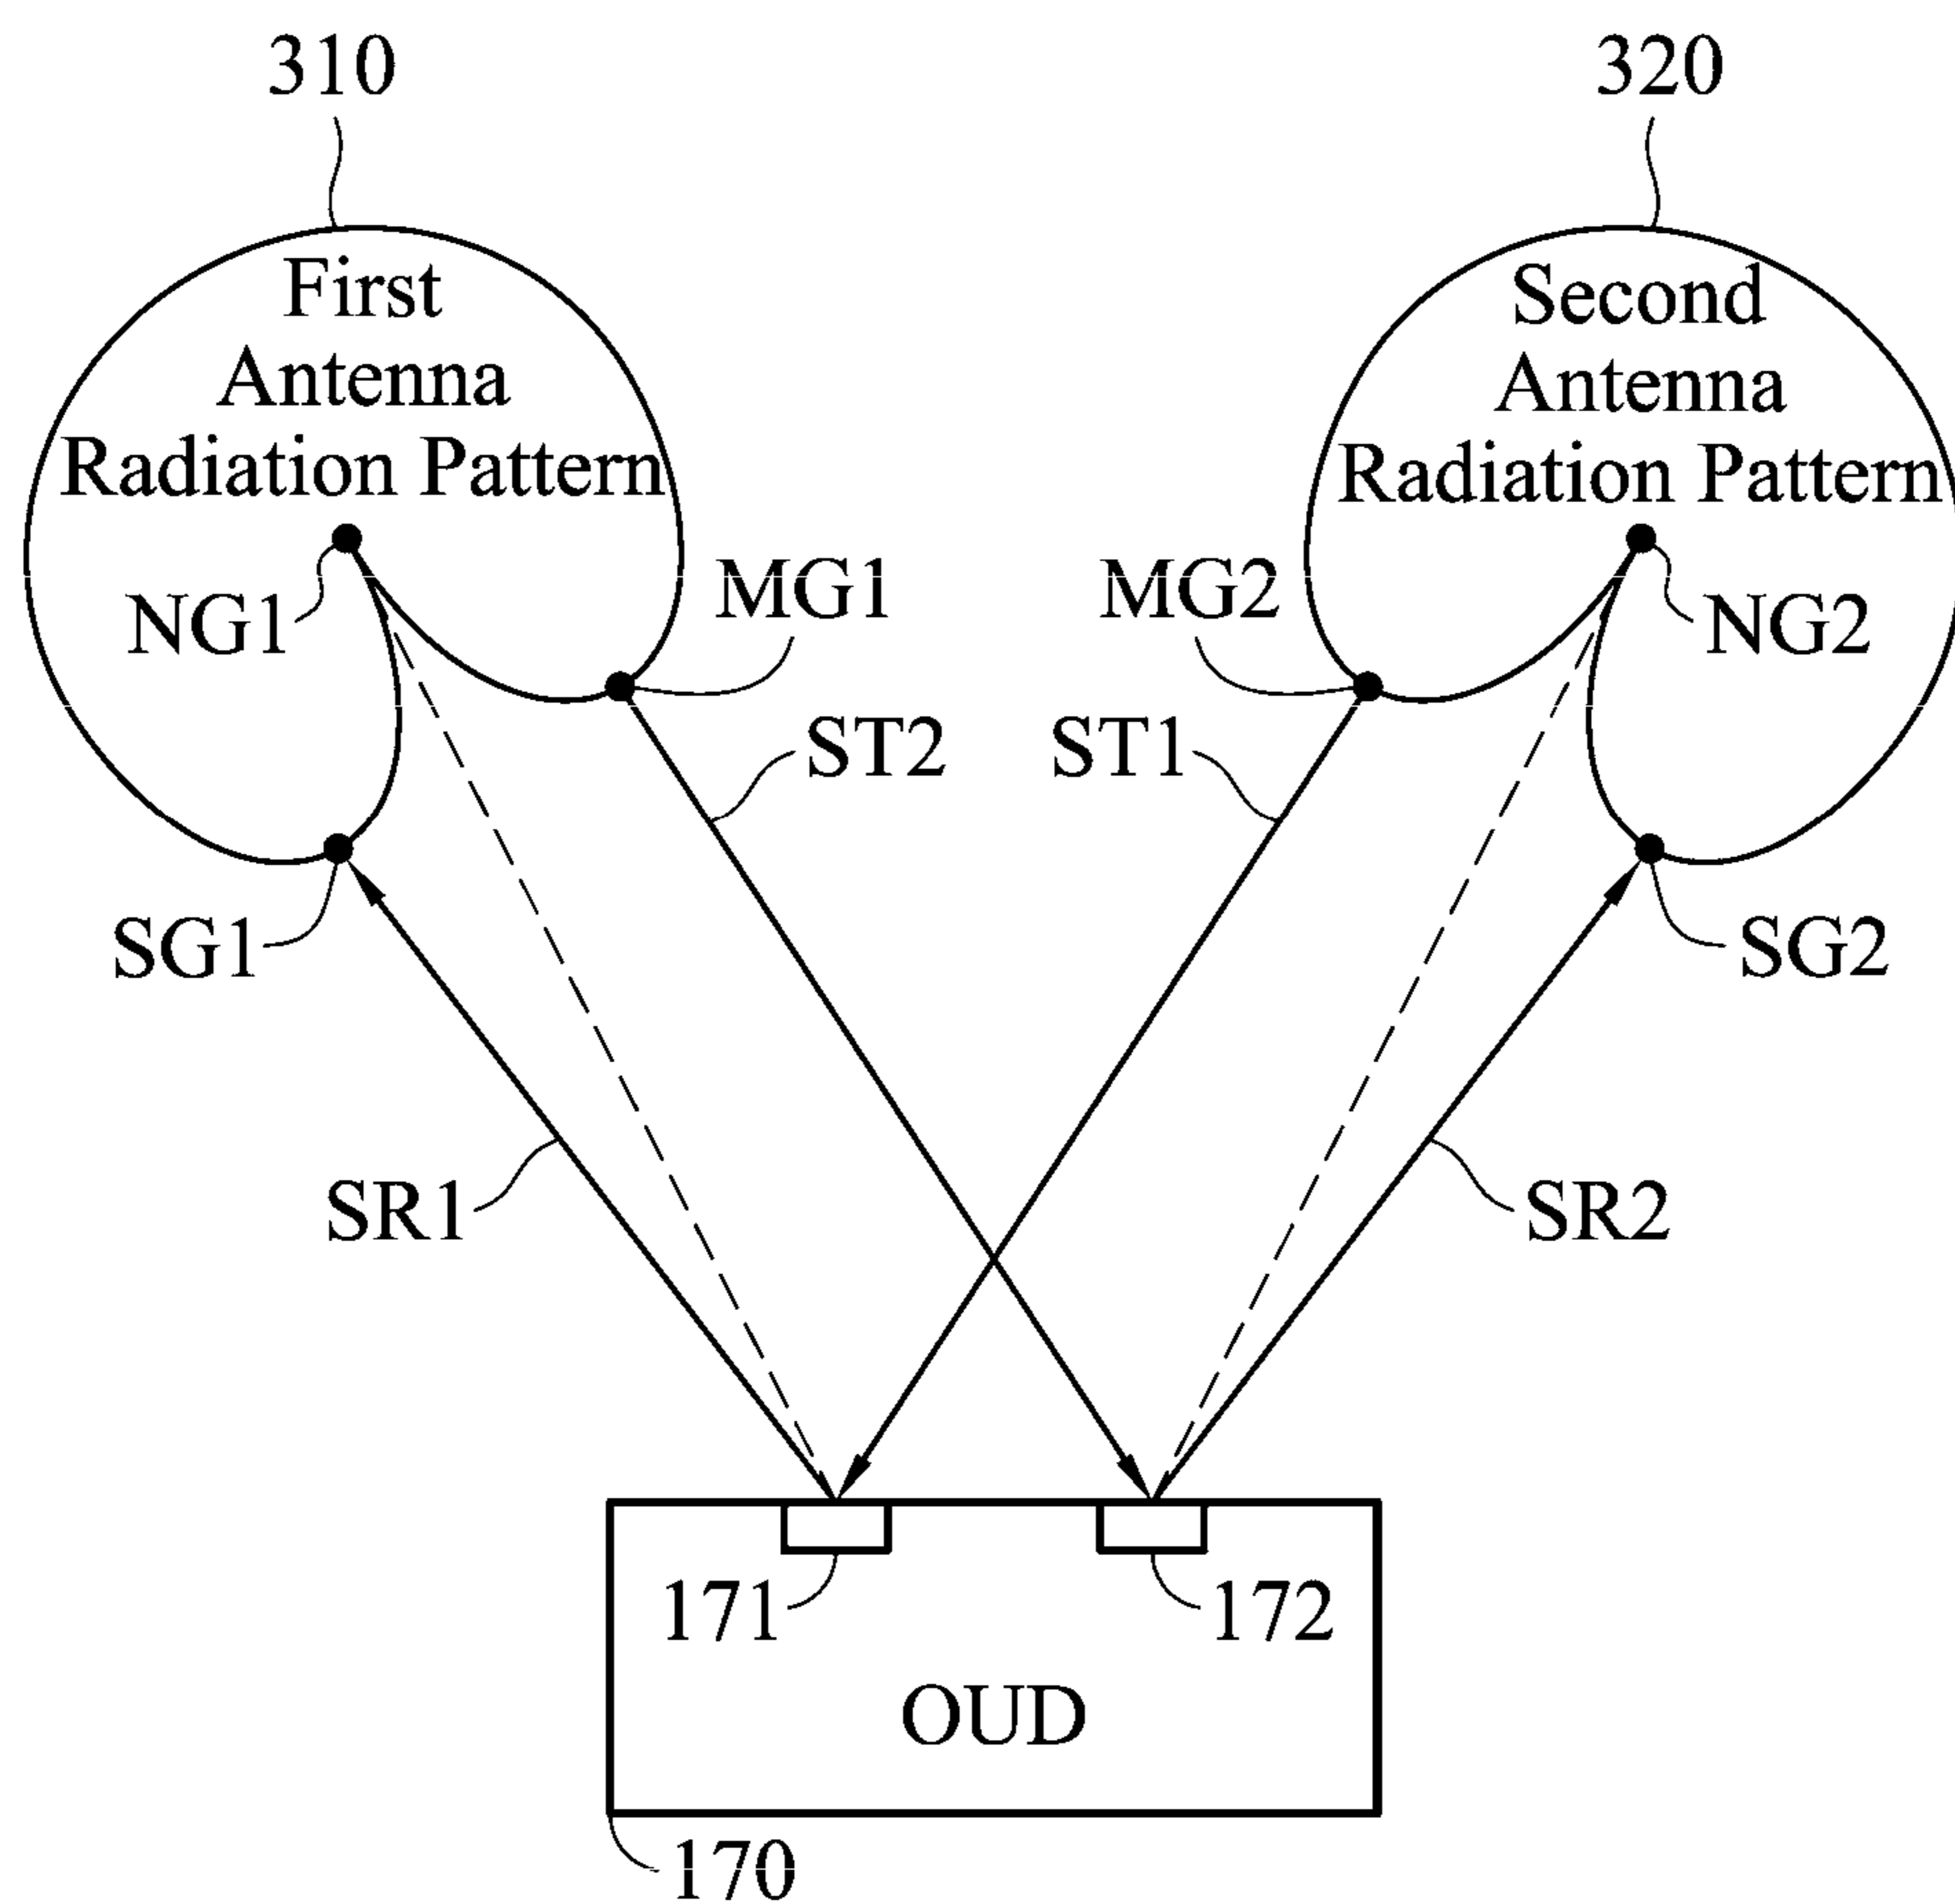 310
320
First
Antenna
Radiation Pattern
Second
Antenna
Radiation Pattern
NG1
MG1
MG2
NG2
ST2
ST1
SG1
SG2
SR1
SR2
171
172
OUD
170